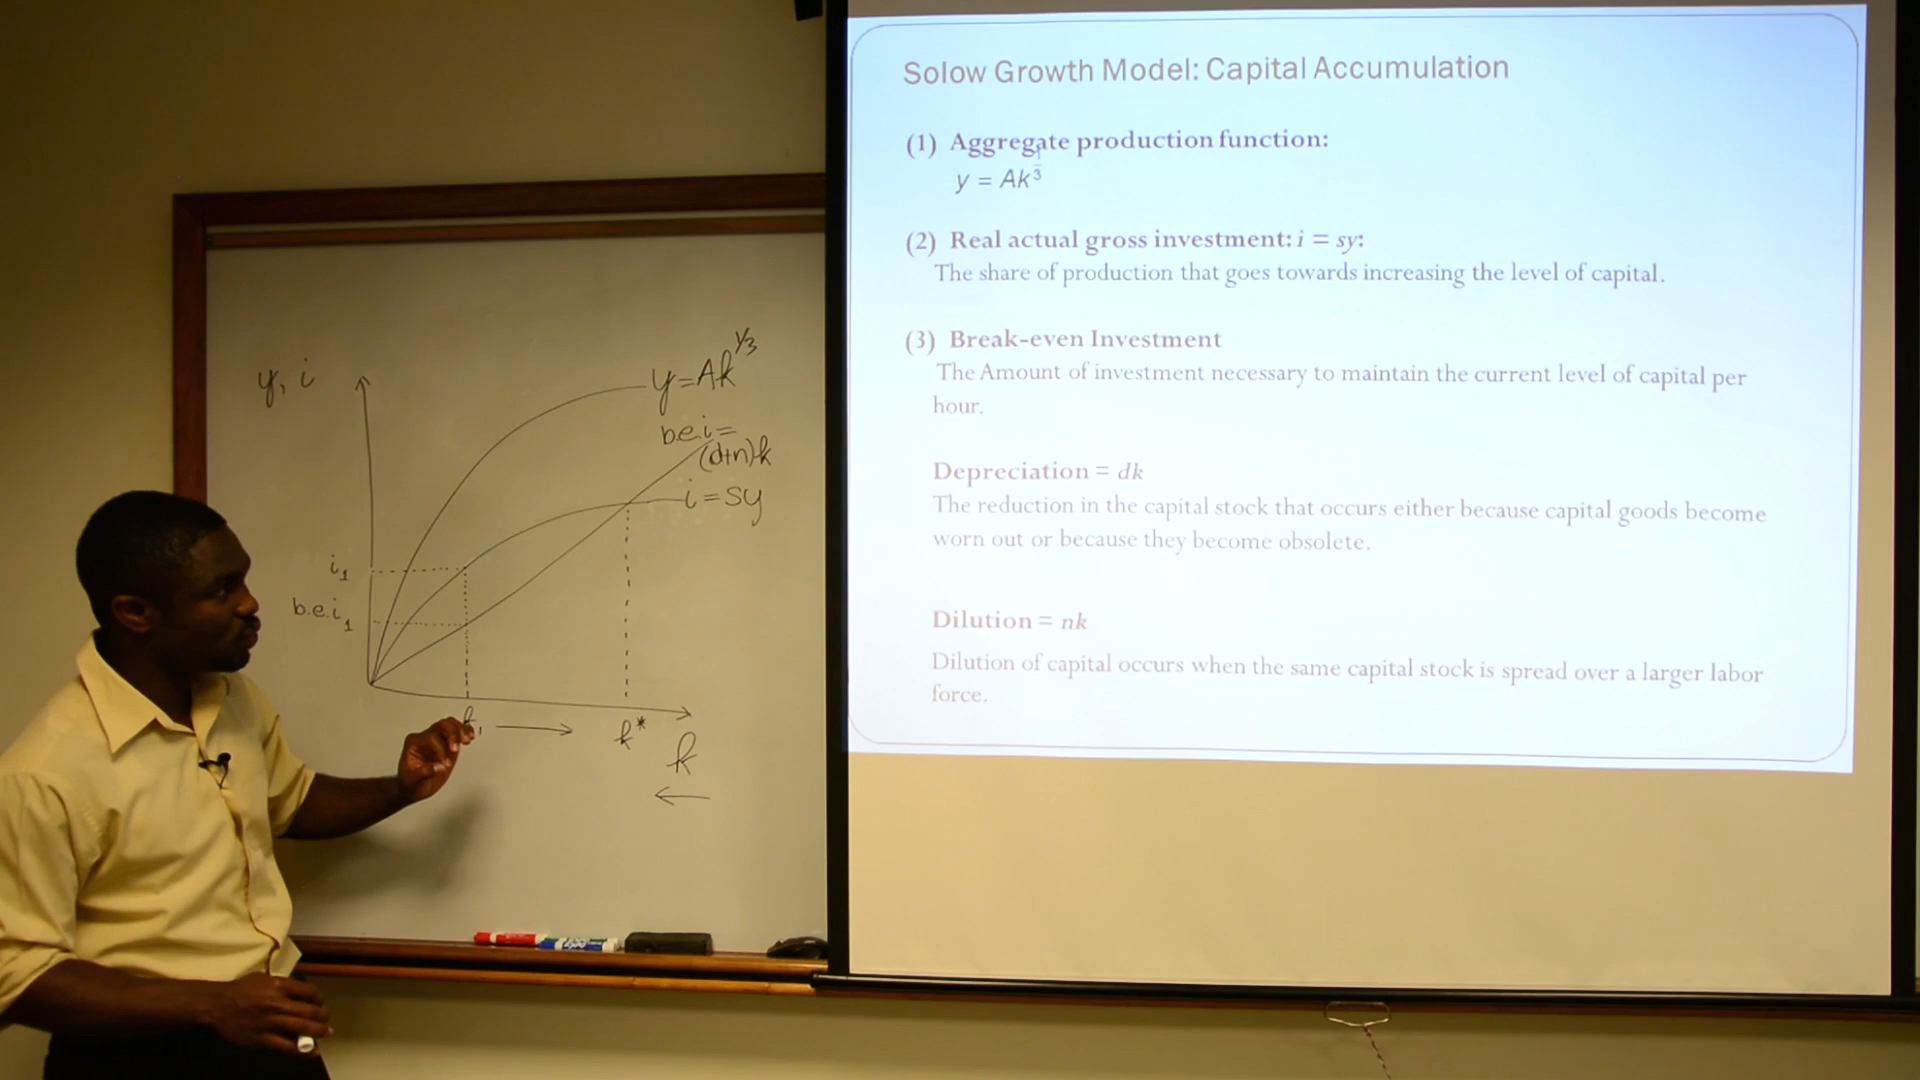 y, i
y=Ak^1/3
b.e.i=
(d+n)k
i=sy
i₁
b.e.i₁
k₁
k*
k
Solow Growth Model: Capital Accumulation
(1) Aggregate production function:
y = Ak^1/3
(2) Real actual gross investment: i = sy:
The share of production that goes towards increasing the level of capital.
(3) Break-even Investment
The Amount of investment necessary to maintain the current level of capital per
hour.
Depreciation = dk
The reduction in the capital stock that occurs either because capital goods become
worn out or because they become obsolete.
Dilution = nk
Dilution of capital occurs when the same capital stock is spread over a larger labor
force.